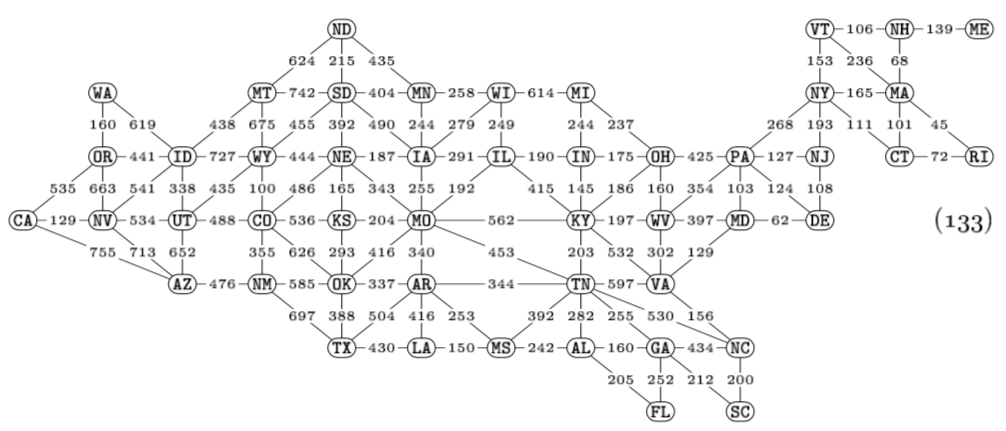 ND VT 106 NH 139 ME
624 215 435 153 236 68
WA MT 742 SD 404 MN 258 WI 614 MI NY 165 MA
160 619 438 675 455 392 490 244 279 249 244 237 268 193 111 101 45
OR 441 ID 727 WY 444 NE 187 IA 291 IL 190 IN 175 OH 425 PA 127 NJ CT 72 RI
535 663 541 338 435 100 486 165 343 255 192 415 145 186 160 354 103 124 108
CA 129 NV 534 UT 488 CO 536 KS 204 MO 562 KY 197 WV 397 MD 62 DE (133)
755 713 652 355 626 293 416 340 453 203 532 302 129
AZ 476 NM 585 OK 337 AR 344 TN 597 VA
697 388 504 416 253 392 282 255 530 156
TX 430 LA 150 MS 242 AL 160 GA 434 NC
205 252 212 200
FL SC